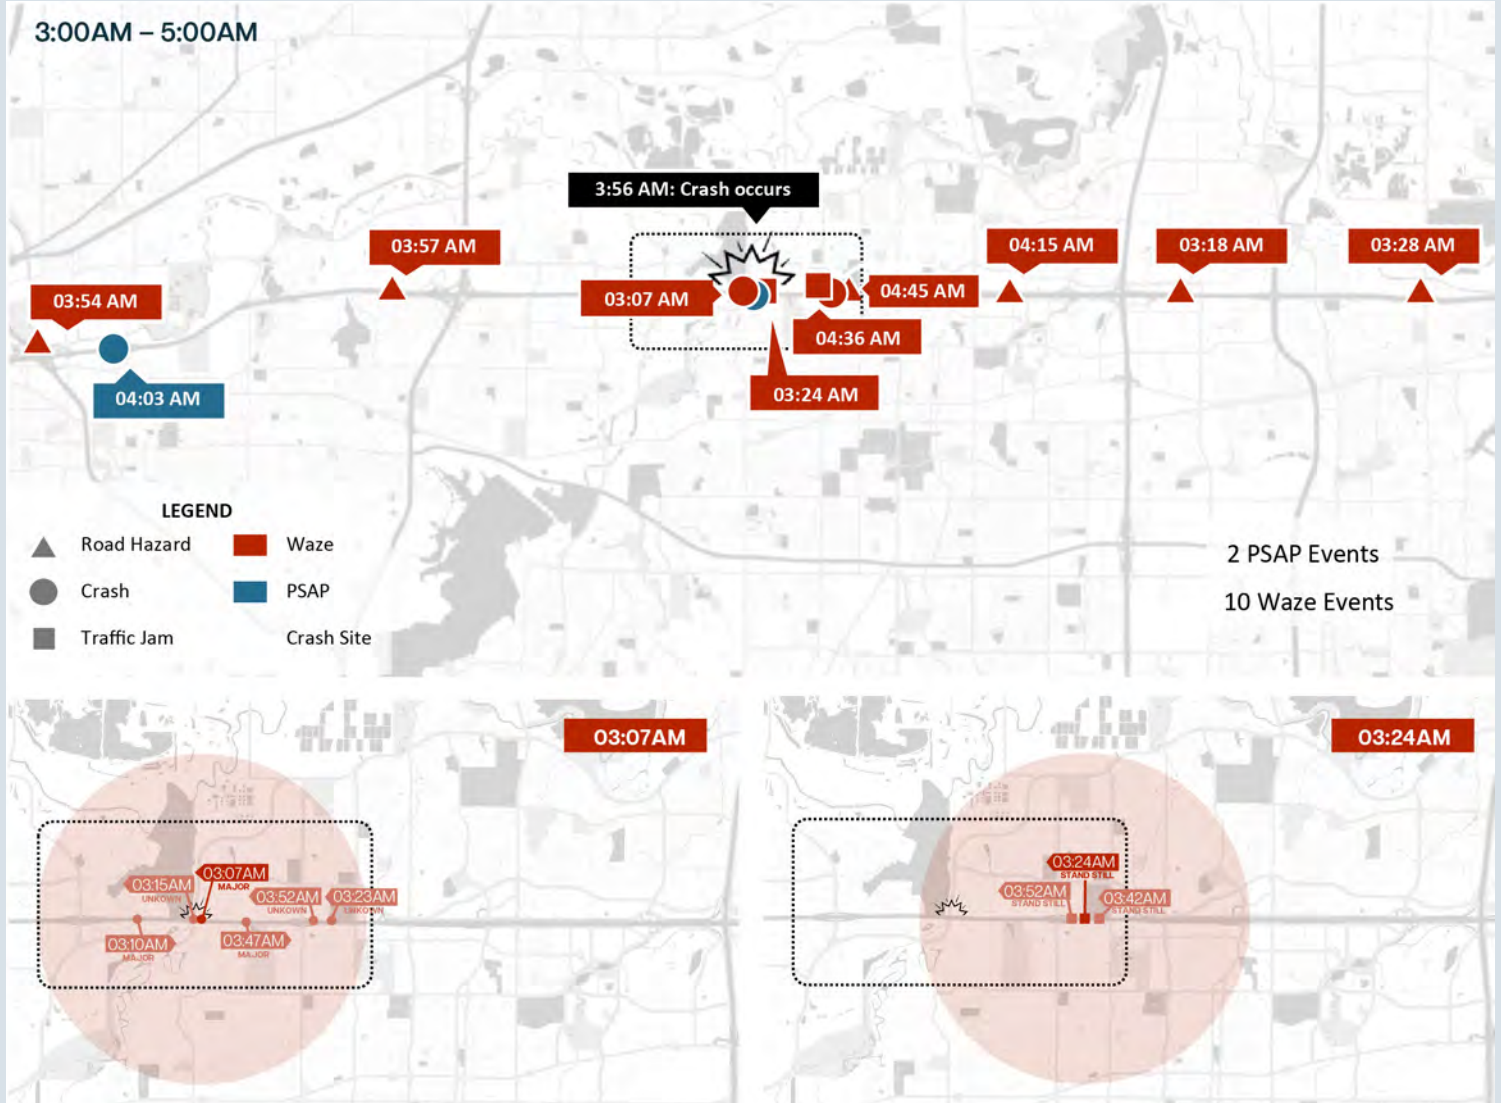 3:00AM – 5:00AM
3:56 AM: Crash occurs
03:57 AM
04:15 AM
03:18 AM
03:28 AM
03:54 AM
03:07 AM
04:45 AM
04:36 AM
04:03 AM
03:24 AM
LEGEND
Road Hazard
Waze
Crash
PSAP
Traffic Jam
Crash Site
2 PSAP Events
10 Waze Events
03:07AM
03:07AM
MAJOR
03:15AM
UNKOWN
03:52AM
UNKOWN
03:23AM
UNKOWN
03:10AM
MAJOR
03:47AM
MAJOR
03:24AM
03:24AM
STAND STILL
03:52AM
STAND STILL
03:42AM
STAND STILL